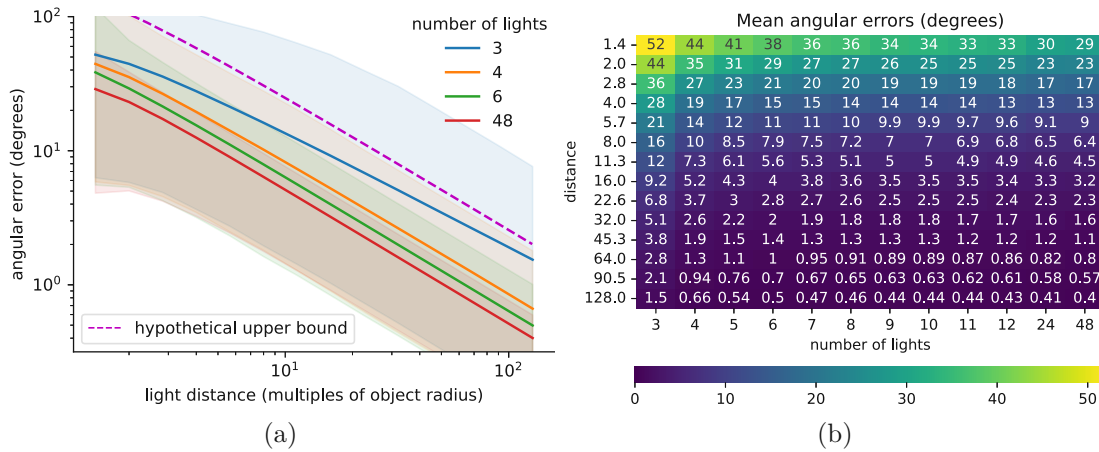 number of lights
3
4
6
48
10²
10¹
10⁰
angular error (degrees)
hypothetical upper bound
10¹ 10²
light distance (multiples of object radius)
(a)
Mean angular errors (degrees)
1.4 52 44 41 38 36 36 34 34 33 33 30 29
2.0 44 35 31 29 27 27 26 25 25 25 23 23
2.8 36 27 23 21 20 20 19 19 19 18 17 17
4.0 28 19 17 15 15 14 14 14 14 13 13 13
5.7 21 14 12 11 11 10 9.9 9.9 9.7 9.6 9.1 9
8.0 16 10 8.5 7.9 7.5 7.2 7 7 6.9 6.8 6.5 6.4
11.3 12 7.3 6.1 5.6 5.3 5.1 5 5 4.9 4.9 4.6 4.5
16.0 9.2 5.2 4.3 4 3.8 3.6 3.5 3.5 3.5 3.4 3.3 3.2
22.6 6.8 3.7 3 2.8 2.7 2.6 2.5 2.5 2.5 2.4 2.3 2.3
32.0 5.1 2.6 2.2 2 1.9 1.8 1.8 1.8 1.7 1.7 1.6 1.6
45.3 3.8 1.9 1.5 1.4 1.3 1.3 1.3 1.3 1.2 1.2 1.2 1.1
64.0 2.8 1.3 1.1 1 0.95 0.91 0.89 0.89 0.87 0.86 0.82 0.8
90.5 2.1 0.94 0.76 0.7 0.67 0.65 0.63 0.63 0.62 0.61 0.58 0.57
128.0 1.5 0.66 0.54 0.5 0.47 0.46 0.44 0.44 0.44 0.43 0.41 0.4
distance
3 4 5 6 7 8 9 10 11 12 24 48
number of lights
0 10 20 30 40 50
(b)